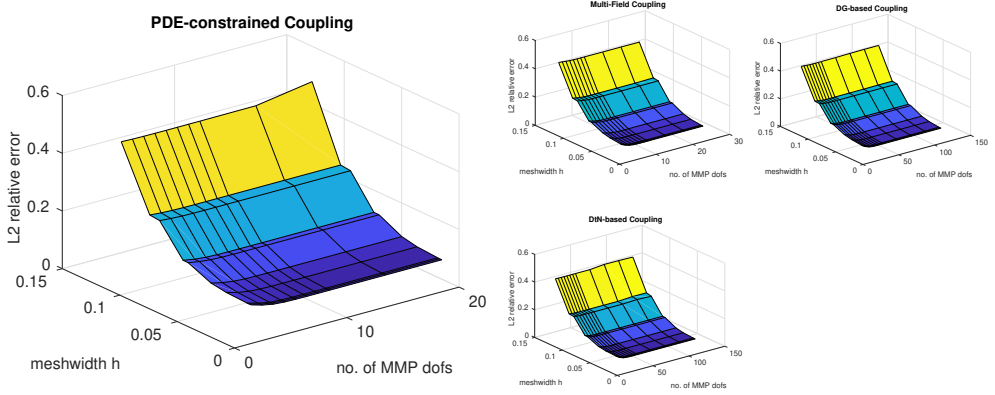 PDE-constrained Coupling
L2 relative error
0.6
0.4
0.2
0
0.15
0.1
0.05
0
meshwidth h
0
10
20
no. of MMP dofs
Multi-Field Coupling
L2 relative error
0.6
0.4
0.2
0
0.15
0.1
0.05
0
meshwidth h
0
10
20
30
no. of MMP dofs
DG-based Coupling
L2 relative error
0.6
0.4
0.2
0
0.15
0.1
0.05
0
meshwidth h
0
50
100
150
no. of MMP dofs
DtN-based Coupling
L2 relative error
0.6
0.4
0.2
0
0.15
0.1
0.05
0
meshwidth h
0
50
100
150
no. of MMP dofs